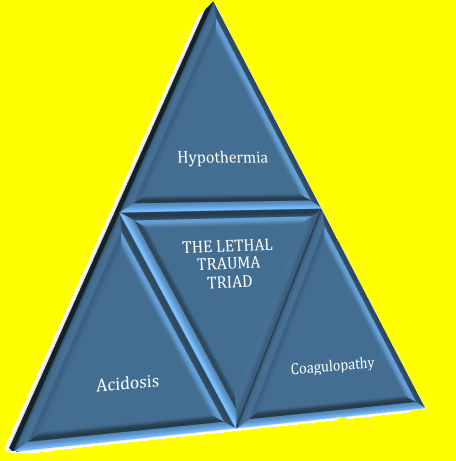 Hypothermia
THE LETHAL
TRAUMA
TRIAD
Acidosis
Coagulopathy